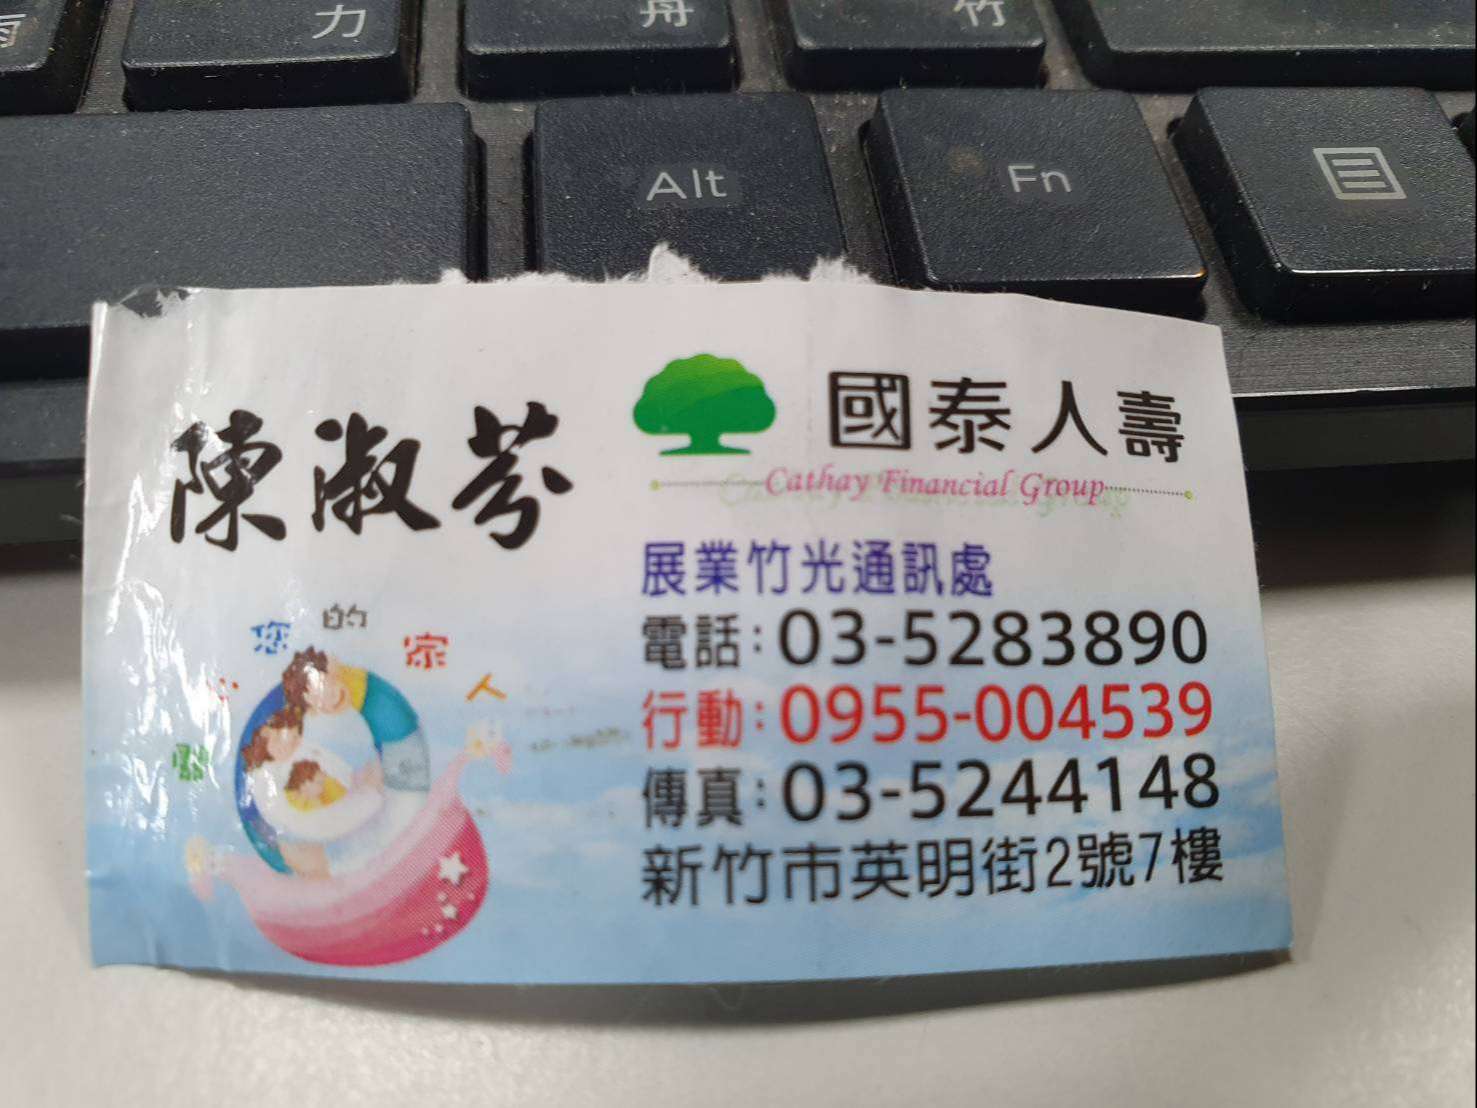 雨
力
舟
竹
Alt
Fn
陳淑芬
國泰人壽
Cathay Financial Group
展業竹光通訊處
電話:03-5283890
行動:0955-004539
傳真:03-5244148
新竹市英明街2號7樓
您的家人